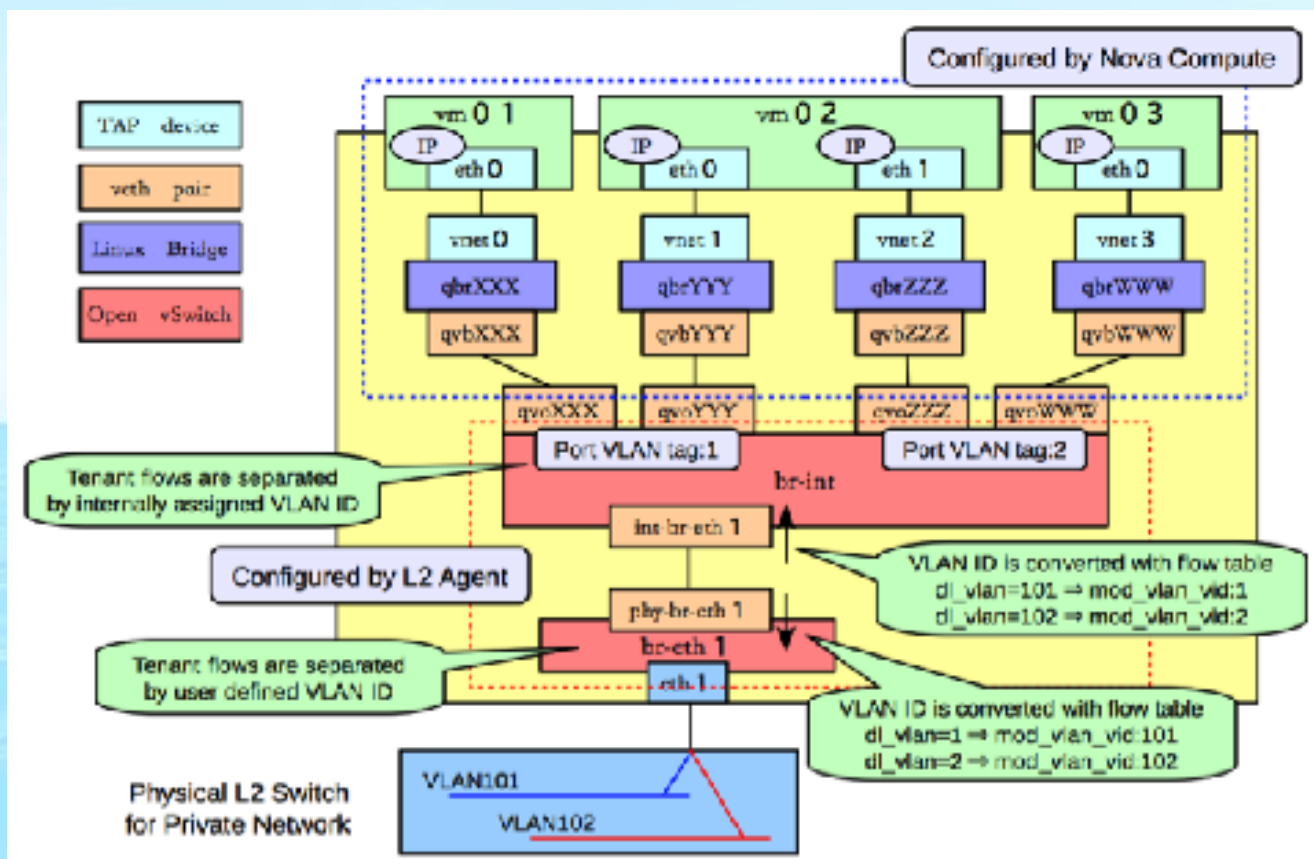 Configured by Nova Compute
TAP device
veth pair
Linux Bridge
Open vSwitch
vm 0 1
vm 0 2
vm 0 3
IP
IP
IP
IP
eth 0
eth 0
eth 1
eth 0
vnet 0
vnet 1
vnet 2
vnet 3
qbrXXX
qbrYYY
qbrZZZ
qbrWWW
qvbXXX
qvbYYY
qvbZZZ
qvbWWW
qvoXXX
qvoYYY
qvoZZZ
qvoWWW
Port VLAN tag:1
Port VLAN tag:2
br-int
Tenant flows are separated
by internally assigned VLAN ID
int-br-eth 1
Configured by L2 Agent
VLAN ID is converted with flow table
dl_vlan=101 ⇒ mod_vlan_vid:1
dl_vlan=102 ⇒ mod_vlan_vid:2
phy-br-eth 1
br-eth 1
Tenant flows are separated
by user defined VLAN ID
eth 1
VLAN ID is converted with flow table
dl_vlan=1 ⇒ mod_vlan_vid:101
dl_vlan=2 ⇒ mod_vlan_vid:102
Physical L2 Switch
for Private Network
VLAN101
VLAN102